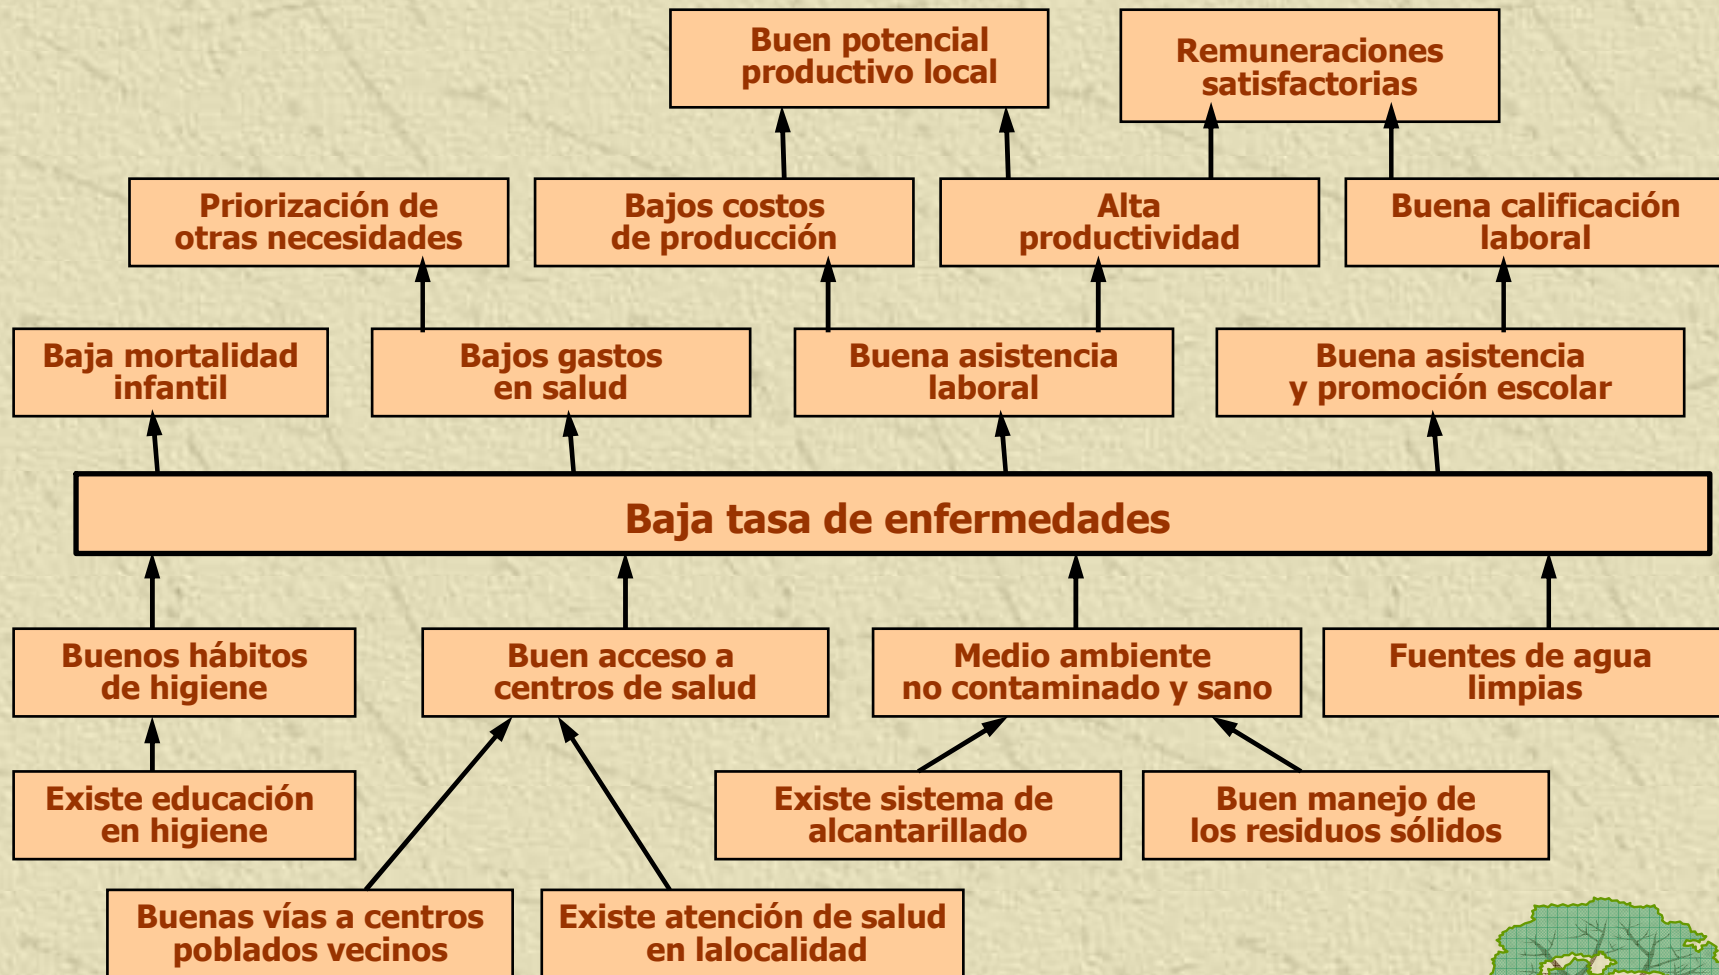 Buen potencial
productivo local
Remuneraciones
satisfactorias
Priorización de
otras necesidades
Bajos costos
de producción
Alta
productividad
Buena calificación
laboral
Baja mortalidad
infantil
Bajos gastos
en salud
Buena asistencia
laboral
Buena asistencia
y promoción escolar
Baja tasa de enfermedades
Buenos hábitos
de higiene
Buen acceso a
centros de salud
Medio ambiente
no contaminado y sano
Fuentes de agua
limpias
Existe educación
en higiene
Existe sistema de
alcantarillado
Buen manejo de
los residuos sólidos
Buenas vías a centros
poblados vecinos
Existe atención de salud
en lalocalidad